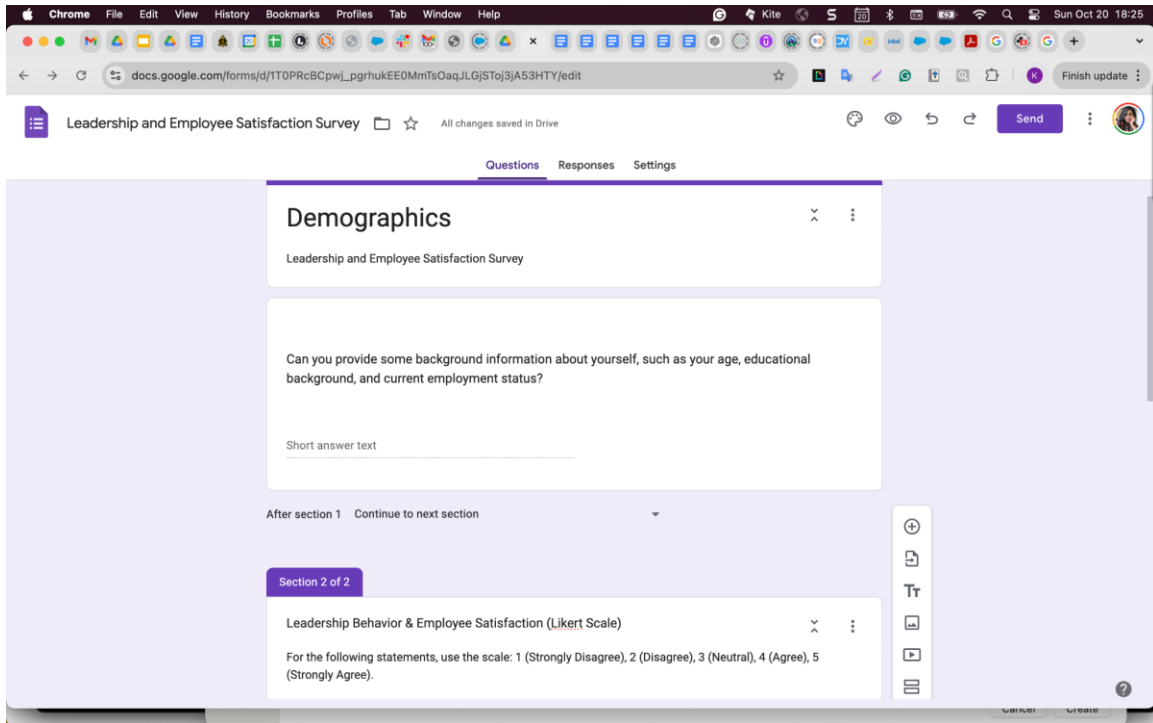 Chrome File Edit View History Bookmarks Profiles Tab Window Help Kite 20 Sun Oct 20 18:25
docs.google.com/forms/d/1T0PRcBCpwj_pgrhukEE0MmTsOaqJLGjSToj3jA53HTY/edit K Finish update
Leadership and Employee Satisfaction Survey All changes saved in Drive Send
Questions Responses Settings
Demographics
Leadership and Employee Satisfaction Survey
Can you provide some background information about yourself, such as your age, educational
background, and current employment status?
Short answer text
After section 1 Continue to next section
Section 2 of 2
Leadership Behavior & Employee Satisfaction (Likert Scale)
For the following statements, use the scale: 1 (Strongly Disagree), 2 (Disagree), 3 (Neutral), 4 (Agree), 5
(Strongly Agree).
Cancel Create